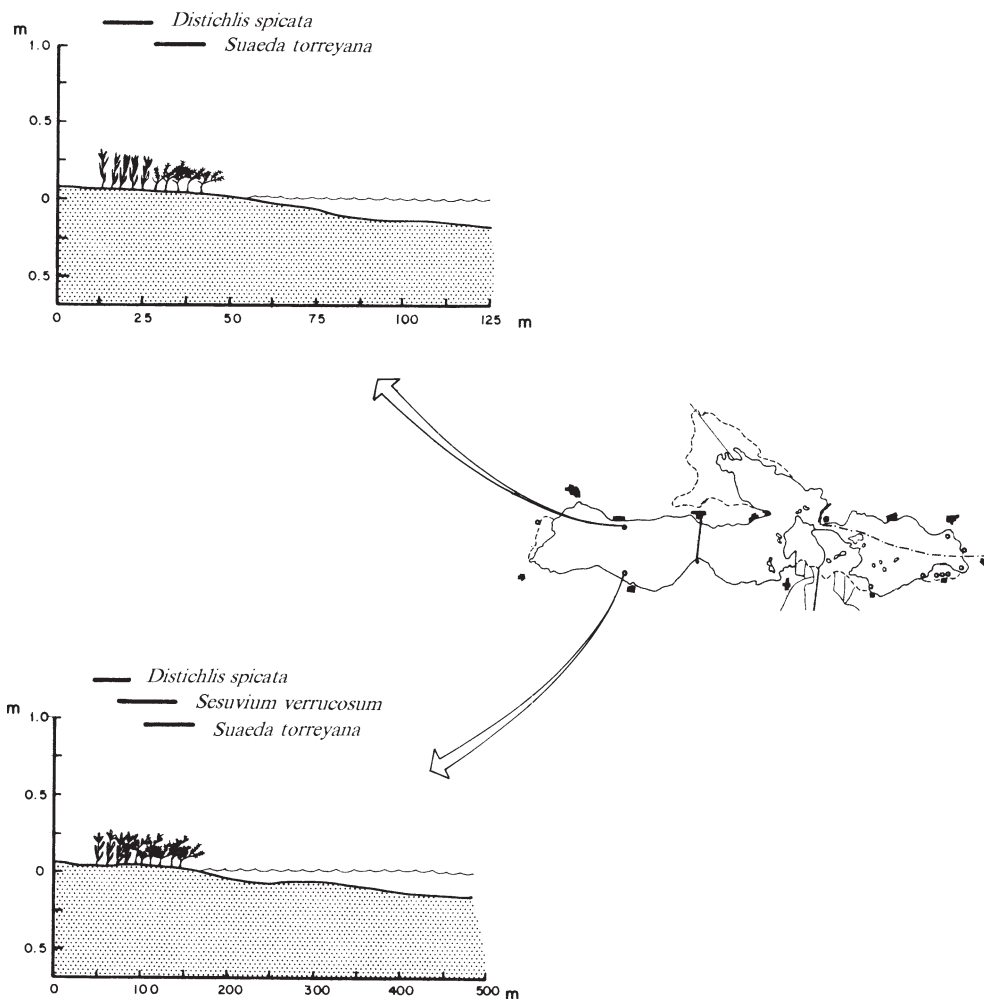 Distichlis spicata
m
Suaeda torreyana
1.0
0.5
0
0.5
0 25 50 75 100 125 m
Distichlis spicata
Sesuvium verrucosum
m
Suaeda torreyana
1.0
0.5
0
0.5
0 100 200 300 400 500 m